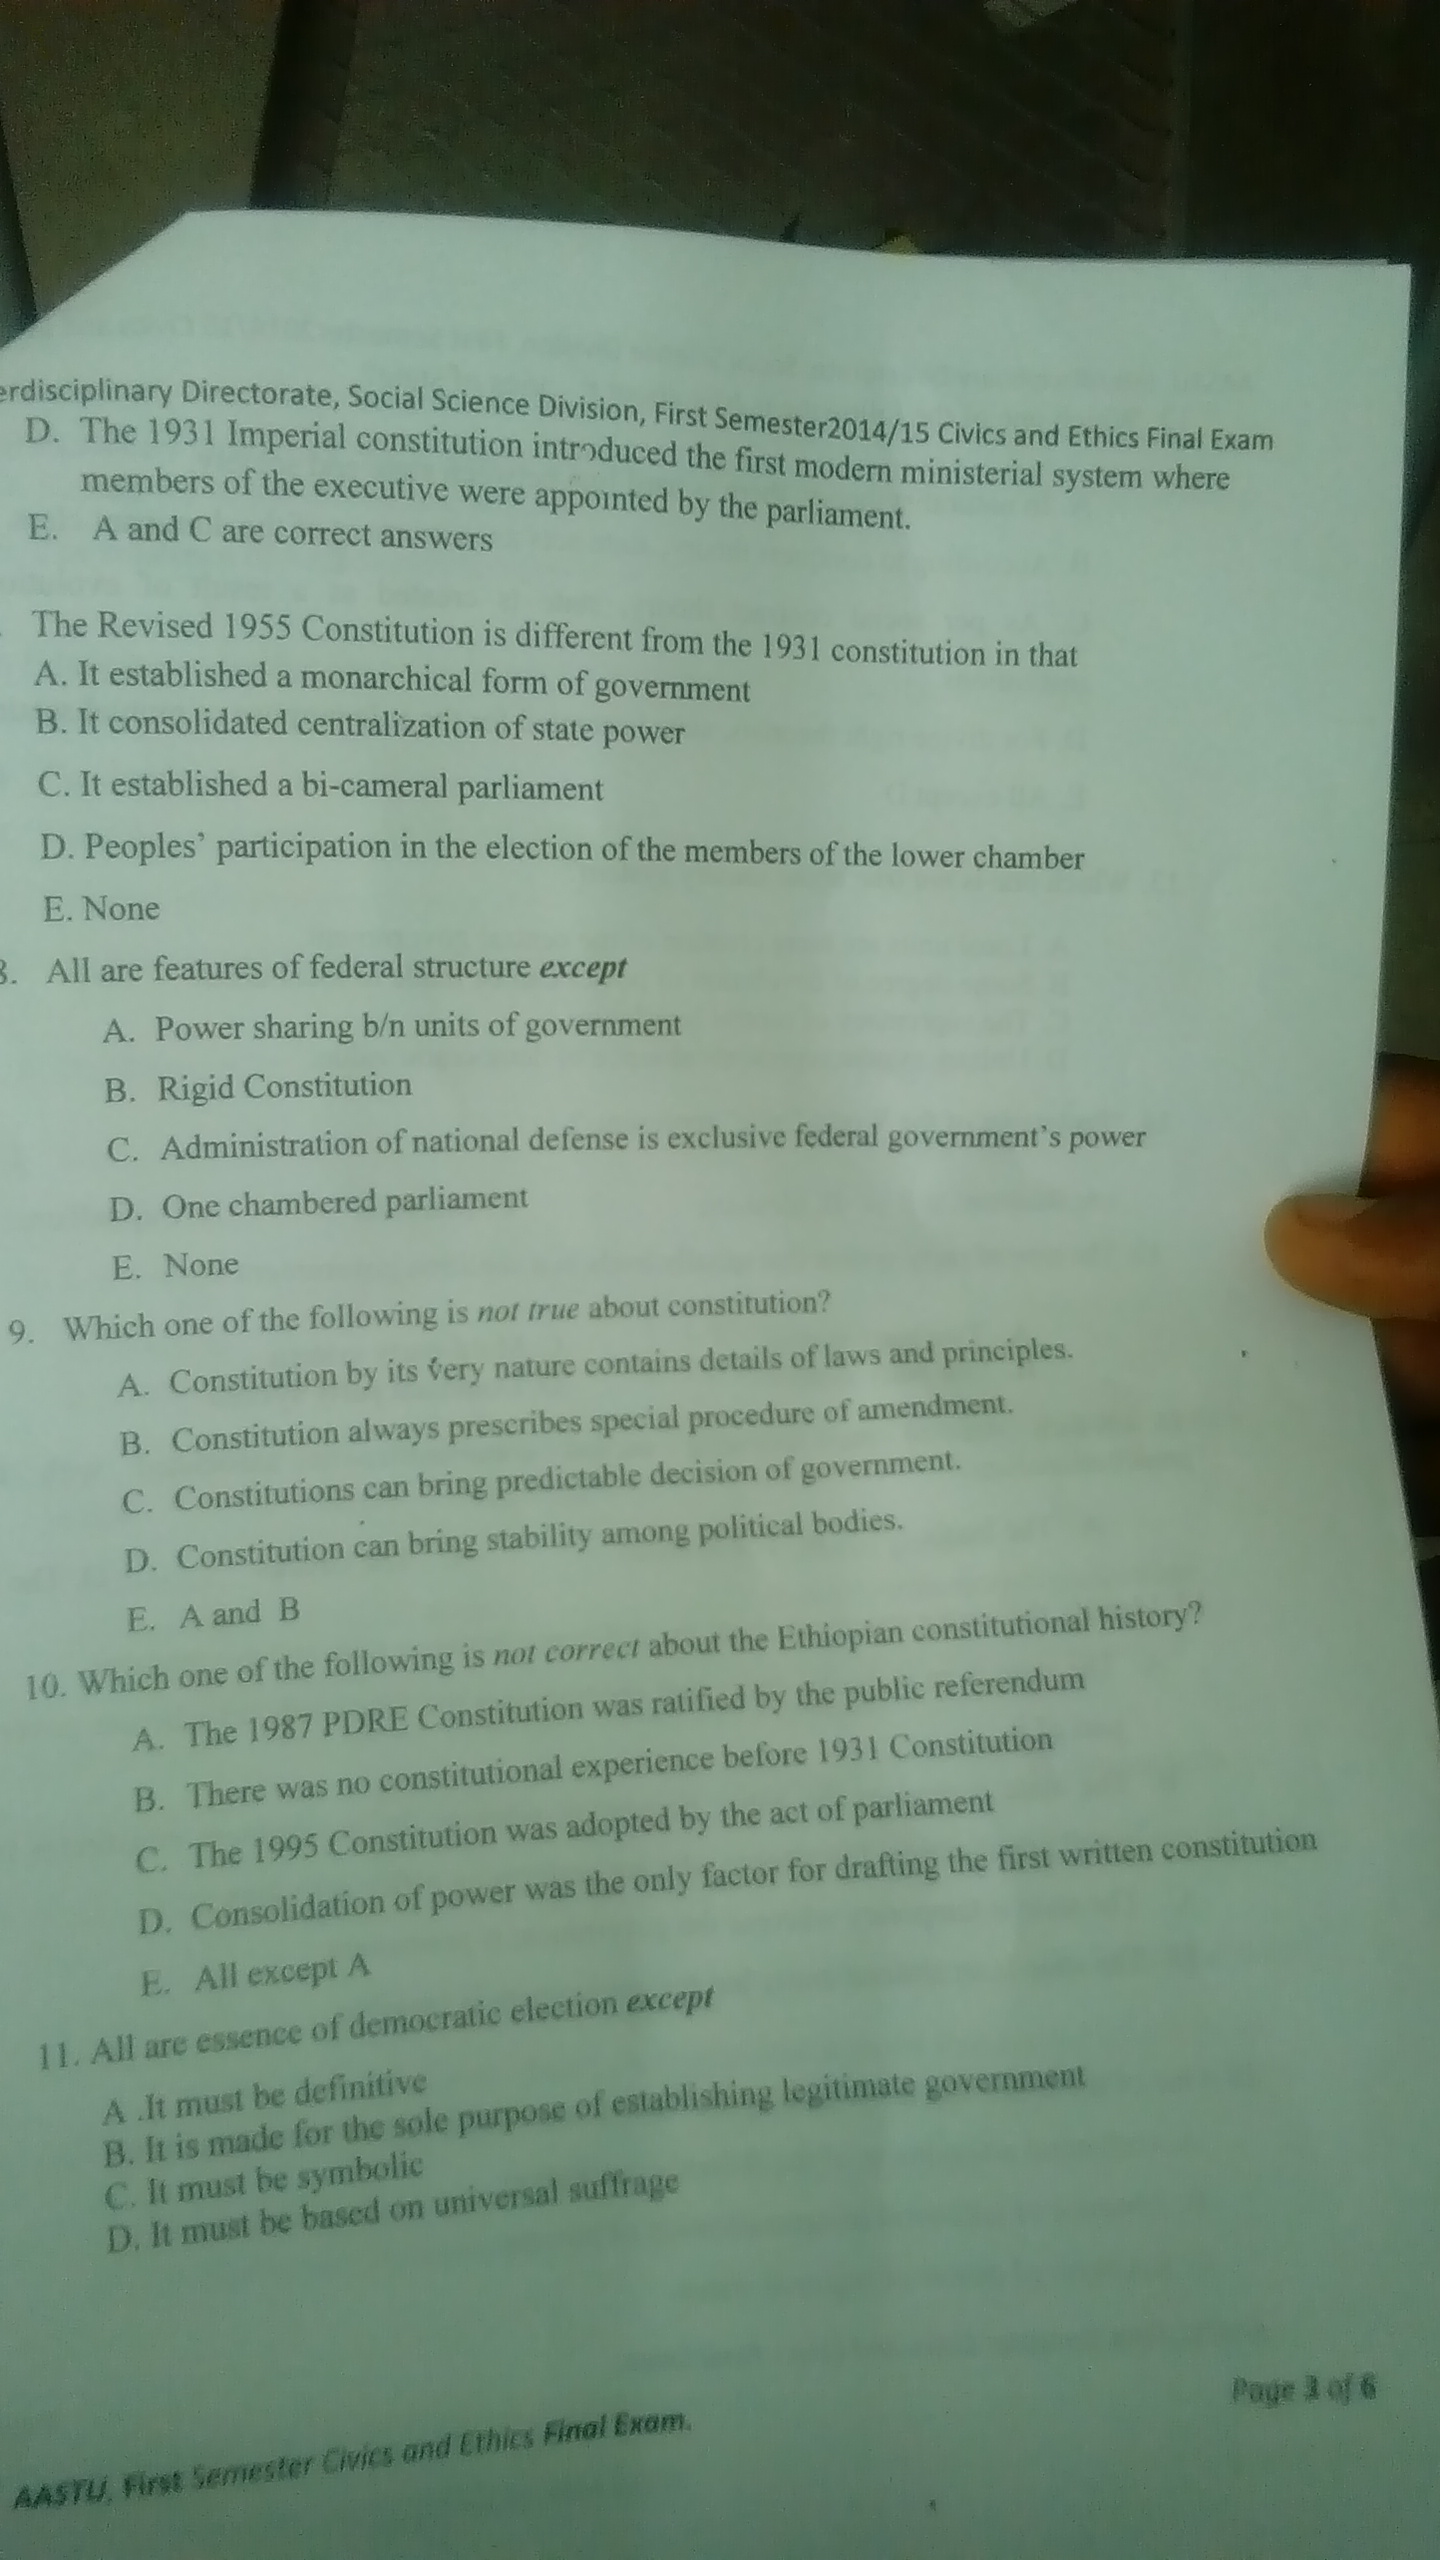 erdisciplinary Directorate, Social Science Division, First Semester2014/15 Civics and Ethics Final Exam
D. The 1931 Imperial constitution introduced the first modern ministerial system where
members of the executive were appointed by the parliament.
E. A and C are correct answers
The Revised 1955 Constitution is different from the 1931 constitution in that
A. It established a monarchical form of government
B. It consolidated centralization of state power
C. It established a bi-cameral parliament
D. Peoples’ participation in the election of the members of the lower chamber
E. None
8. All are features of federal structure except
A. Power sharing b/n units of government
B. Rigid Constitution
C. Administration of national defense is exclusive federal government’s power
D. One chambered parliament
E. None
9. Which one of the following is not true about constitution?
A. Constitution by its very nature contains details of laws and principles.
B. Constitution always prescribes special procedure of amendment.
C. Constitutions can bring predictable decision of government.
D. Constitution can bring stability among political bodies.
E. A and B
10. Which one of the following is not correct about the Ethiopian constitutional history?
A. The 1987 PDRE Constitution was ratified by the public referendum
B. There was no constitutional experience before 1931 Constitution
C. The 1995 Constitution was adopted by the act of parliament
D. Consolidation of power was the only factor for drafting the first written constitution
E. All except A
11. All are essence of democratic election except
A .It must be definitive
B. It is made for the sole purpose of establishing legitimate government
C. It must be symbolic
D. It must be based on universal suffrage
Page 3 of 6
AASTU, First Semester Civics and Ethics Final Exam.